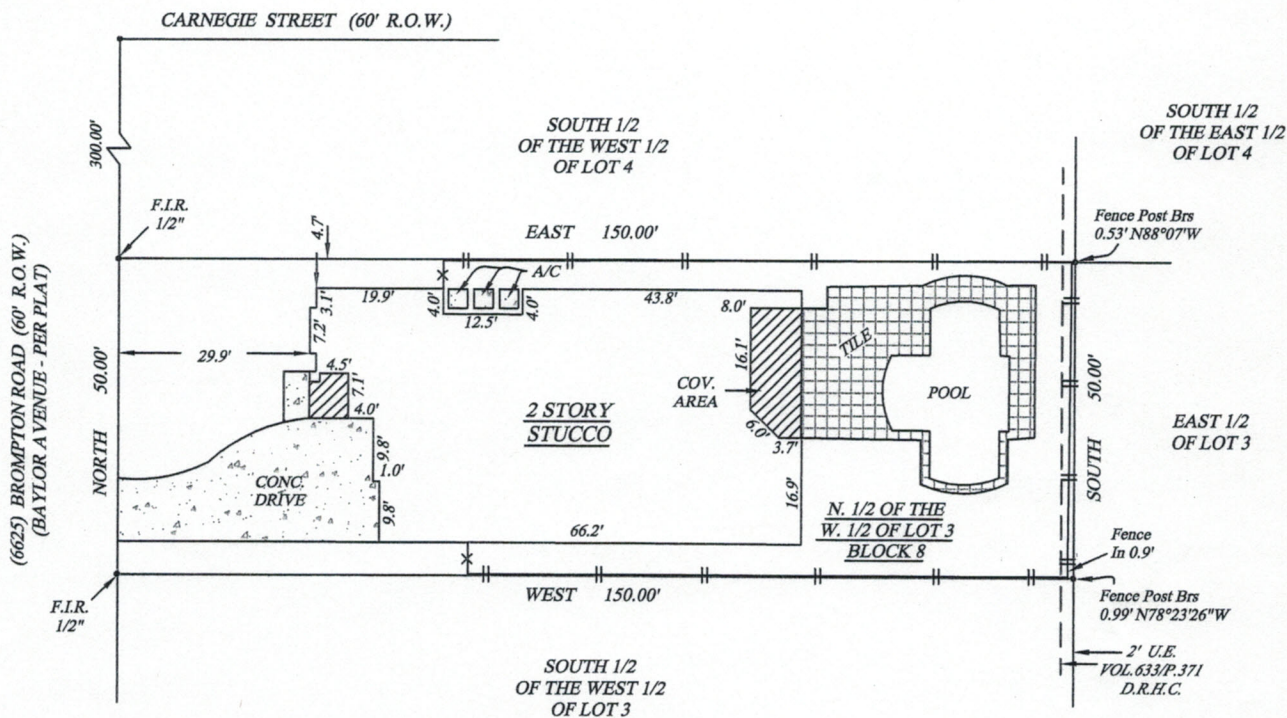 CARNEGIE STREET (60' R.O.W.)
300.00'
SOUTH 1/2
OF THE WEST 1/2
OF LOT 4
SOUTH 1/2
OF THE EAST 1/2
OF LOT 4
F.I.R.
1/2"
4.7'
EAST 150.00'
Fence Post Brs
0.53' N88°07'W
(6625) BROMPTON ROAD (60' R.O.W.)
(BAYLOR AVENUE - PER PLAT)
NORTH 50.00'
A/C
19.9'
3.1'
4.0'
12.5'
4.0'
43.8'
8.0'
7.2'
29.9'
4.5'
7.1'
4.0'
16.1'
TILE
COV.
AREA
POOL
2 STORY
STUCCO
6.0'
3.7'
9.8'
1.0'
9.8'
CONC.
DRIVE
16.9'
66.2'
N. 1/2 OF THE
W. 1/2 OF LOT 3
BLOCK 8
SOUTH 50.00'
EAST 1/2
OF LOT 3
Fence
In 0.9'
F.I.R.
1/2"
WEST 150.00'
Fence Post Brs
0.99' N78°23'26"W
2' U.E.
VOL.633/P.371
D.R.H.C.
SOUTH 1/2
OF THE WEST 1/2
OF LOT 3